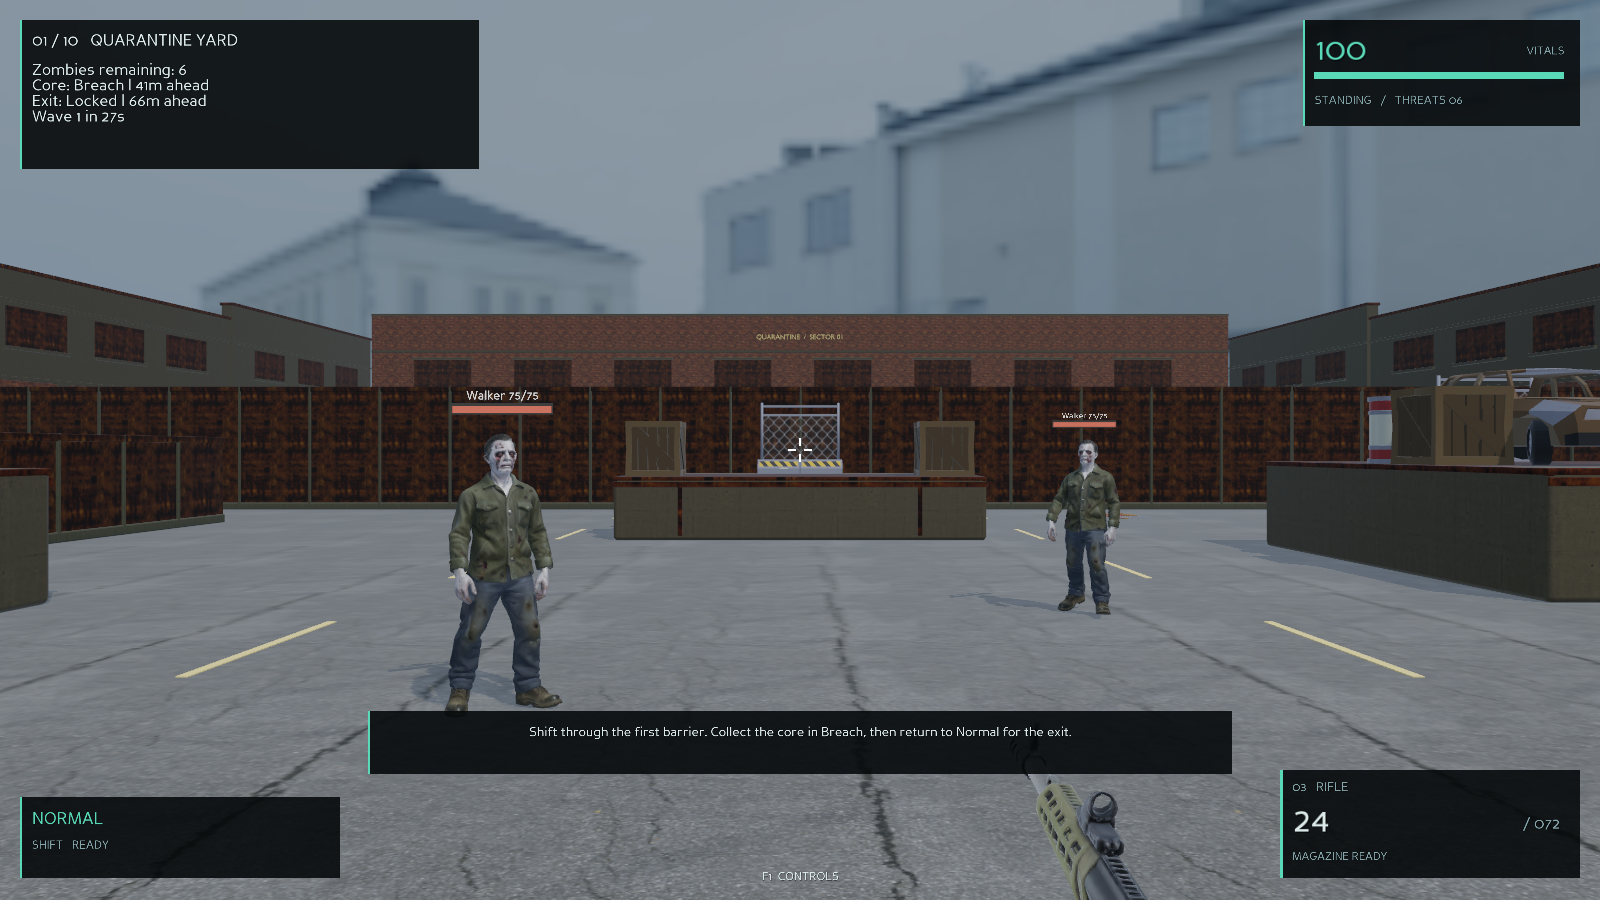 01 / 10 QUARANTINE YARD
Zombies remaining: 6
Core: Breach | 41m ahead
Exit: Locked | 66m ahead
Wave 1 in 27s
100 VITALS
STANDING / THREATS 06
QUARANTINE / SECTOR 01
Walker 75/75
Walker 75/75
Shift through the first barrier. Collect the core in Breach, then return to Normal for the exit.
NORMAL
SHIFT READY
03 RIFLE
24 / 072
MAGAZINE READY
F1 CONTROLS